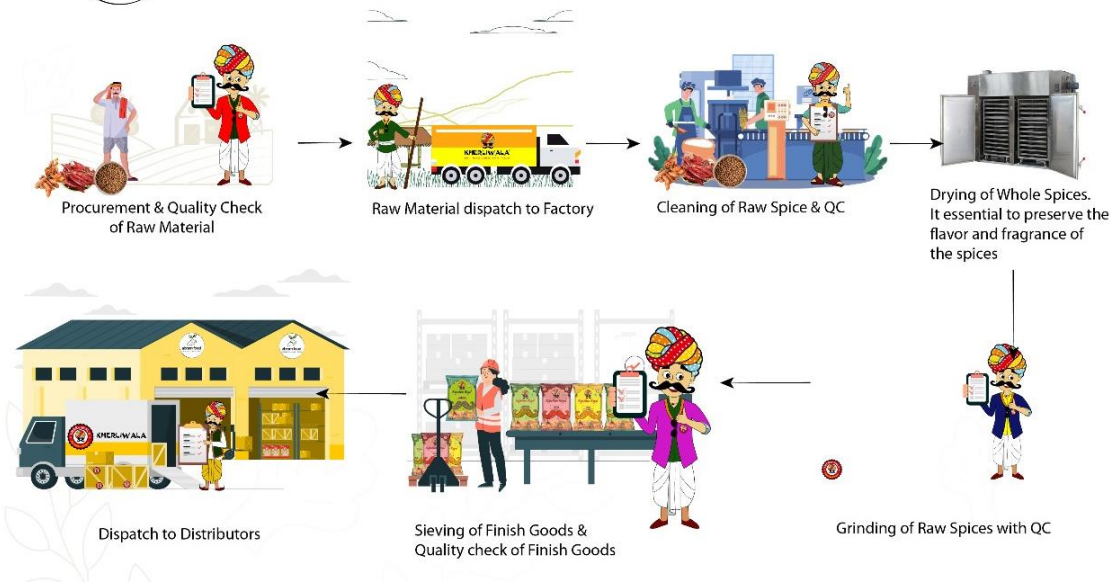 KHERLIWALA
Procurement & Quality Check
of Raw Material
Raw Material dispatch to Factory
Cleaning of Raw Spice & QC
Drying of Whole Spices.
It essential to preserve the
flavor and fragrance of
the spices
KHERLIWALA
Dispatch to Distributors
Sieving of Finish Goods &
Quality check of Finish Goods
Grinding of Raw Spices with QC